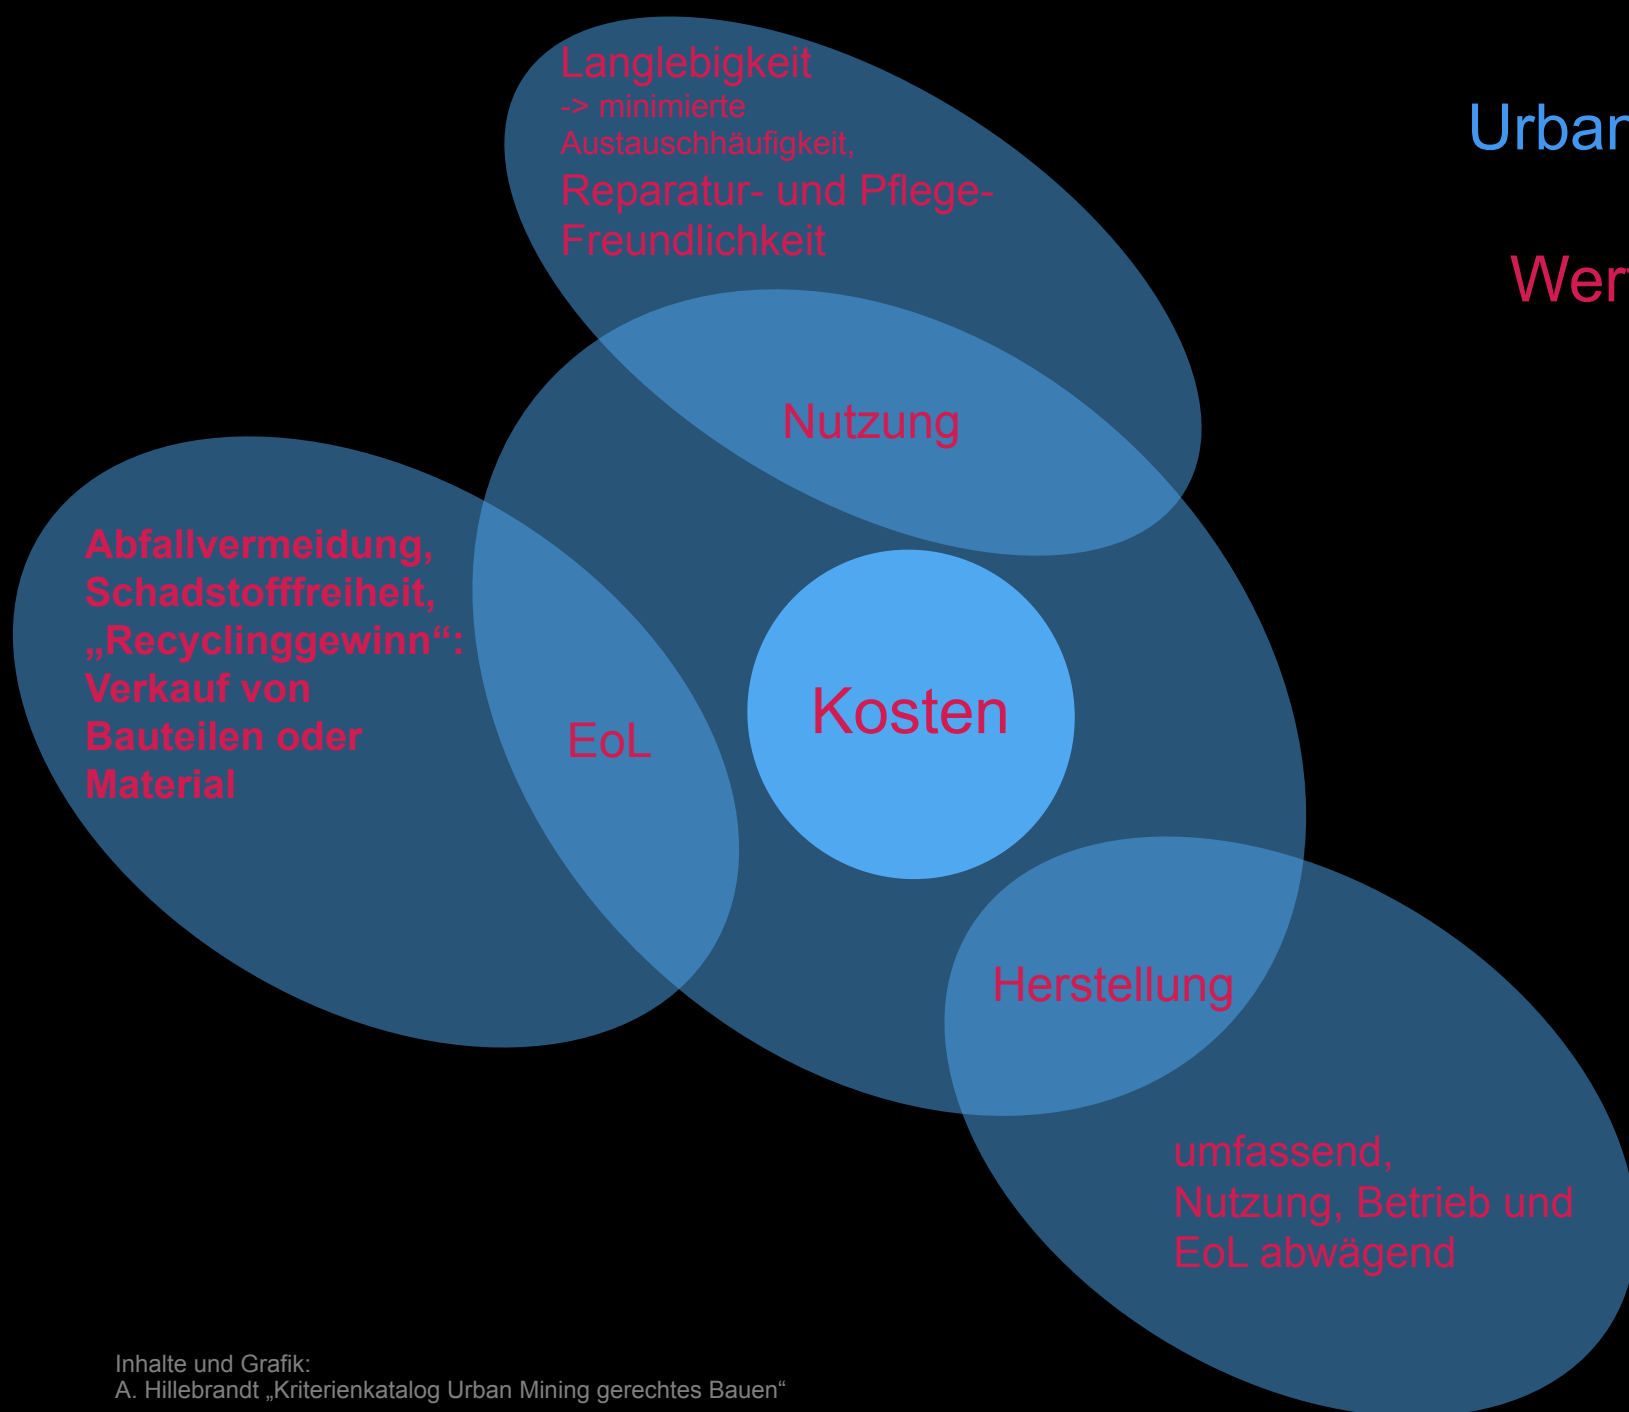 Langlebigkeit
-> minimierte
Austauschhäufigkeit,
Reparatur- und Pflege-
Freundlichkeit
Urban
Wert
Nutzung
Abfallvermeidung,
Schadstofffreiheit,
„Recyclinggewinn“:
Verkauf von
Bauteilen oder
Material
EoL
Kosten
Herstellung
umfassend,
Nutzung, Betrieb und
EoL abwägend
Inhalte und Grafik:
A. Hillebrandt „Kriterienkatalog Urban Mining gerechtes Bauen“